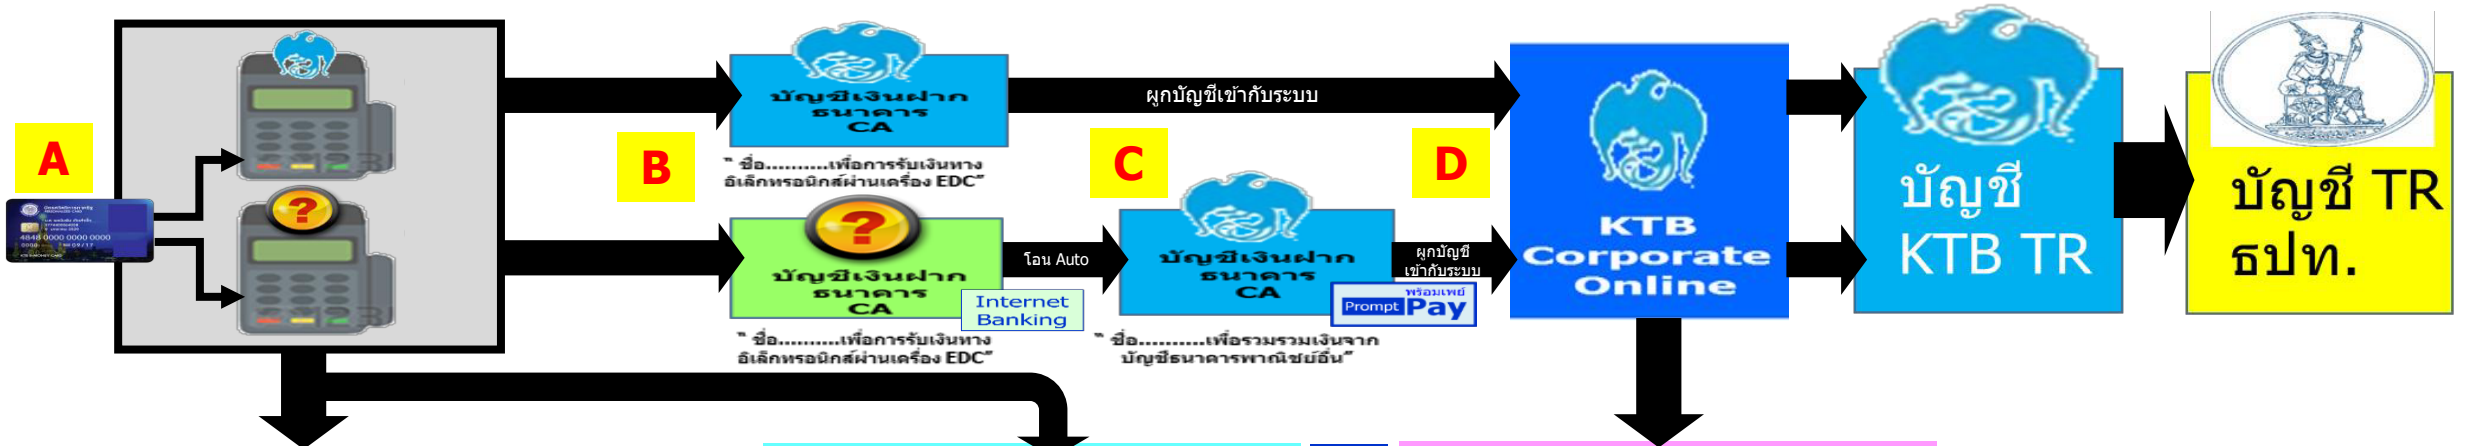 A
B
C
D
4848 0000 0000 0000
บัญชีเงินฝาก
ธนาคาร
CA
" ชื่อ..........เพื่อการรับเงินทาง
อิเล็กทรอนิกส์ผ่านเครื่อง EDC"
ผูกบัญชีเข้ากับระบบ
?
?
บัญชีเงินฝาก
ธนาคาร
CA
Internet
Banking
" ชื่อ..........เพื่อการรับเงินทาง
อิเล็กทรอนิกส์ผ่านเครื่อง EDC"
โอน Auto
บัญชีเงินฝาก
ธนาคาร
CA
พร้อมเพย์
Prompt Pay
" ชื่อ..........เพื่อรวมรวมเงินจาก
บัญชีธนาคารพาณิชย์อื่น"
ผูกบัญชี
เข้ากับระบบ
KTB
Corporate
Online
บัญชี
KTB TR
บัญชี TR
ธปท.